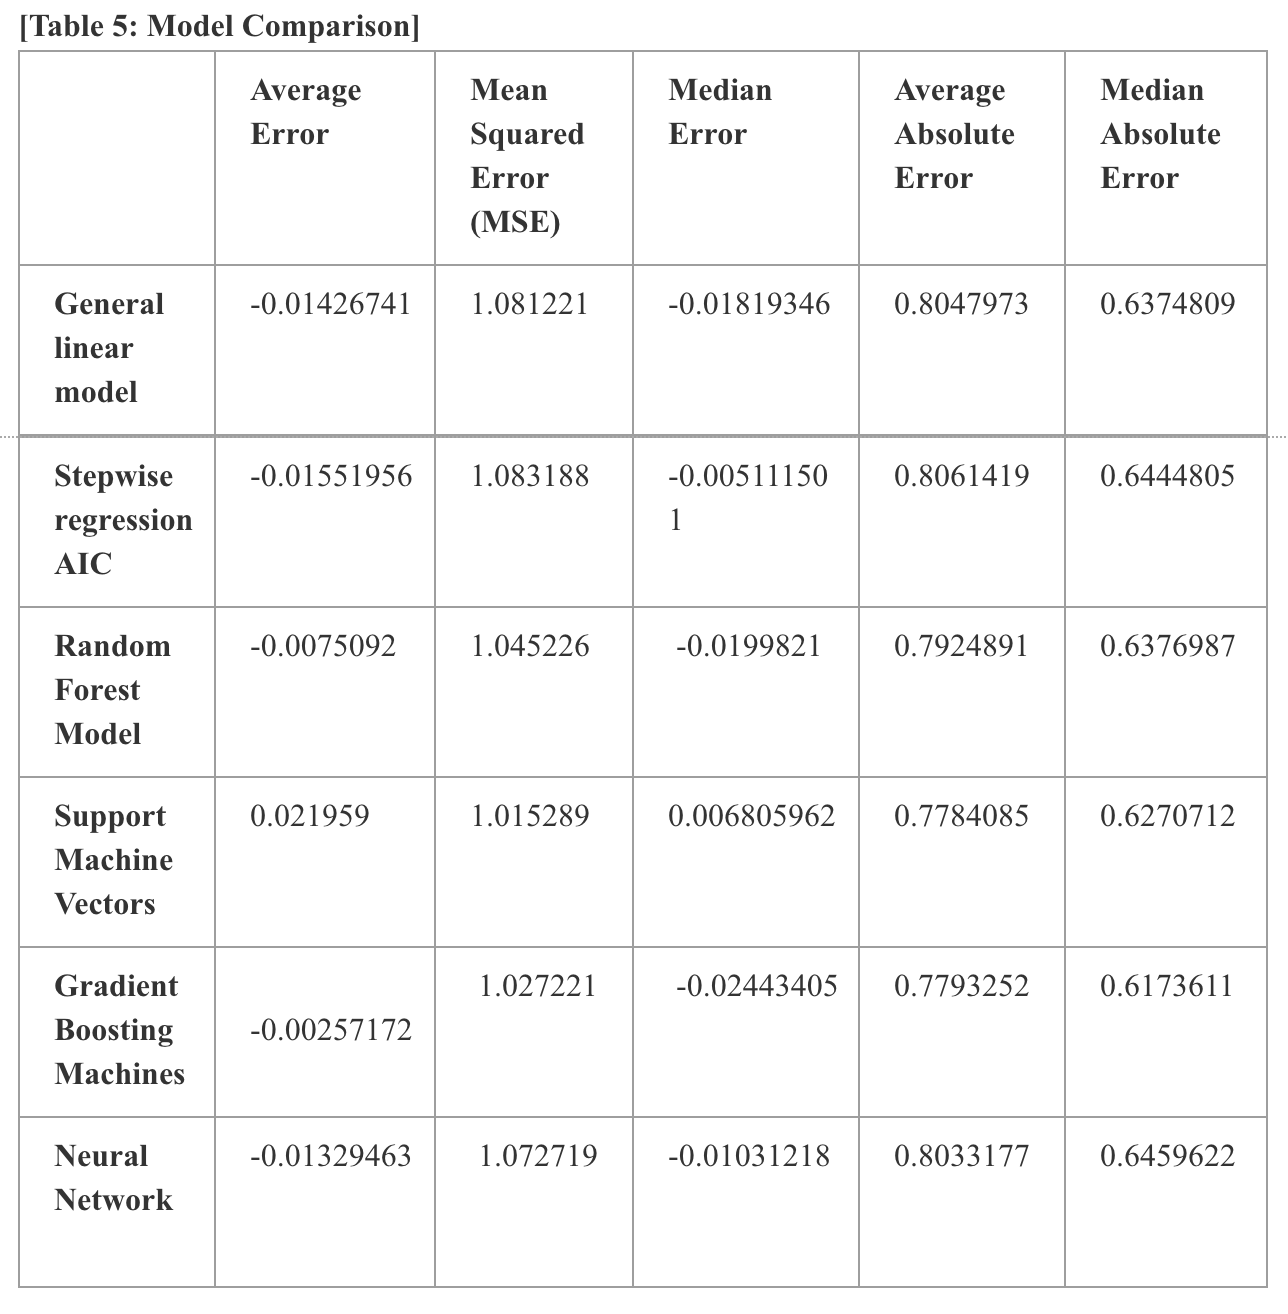 [Table 5: Model Comparison]
Average Error Mean Squared Error (MSE) Median Error Average Absolute Error Median Absolute Error
General linear model -0.01426741 1.081221 -0.01819346 0.8047973 0.6374809
Stepwise regression AIC -0.01551956 1.083188 -0.005111501 0.8061419 0.6444805
Random Forest Model -0.0075092 1.045226 -0.0199821 0.7924891 0.6376987
Support Machine Vectors 0.021959 1.015289 0.006805962 0.7784085 0.6270712
Gradient Boosting Machines -0.00257172 1.027221 -0.02443405 0.7793252 0.6173611
Neural Network -0.01329463 1.072719 -0.01031218 0.8033177 0.6459622